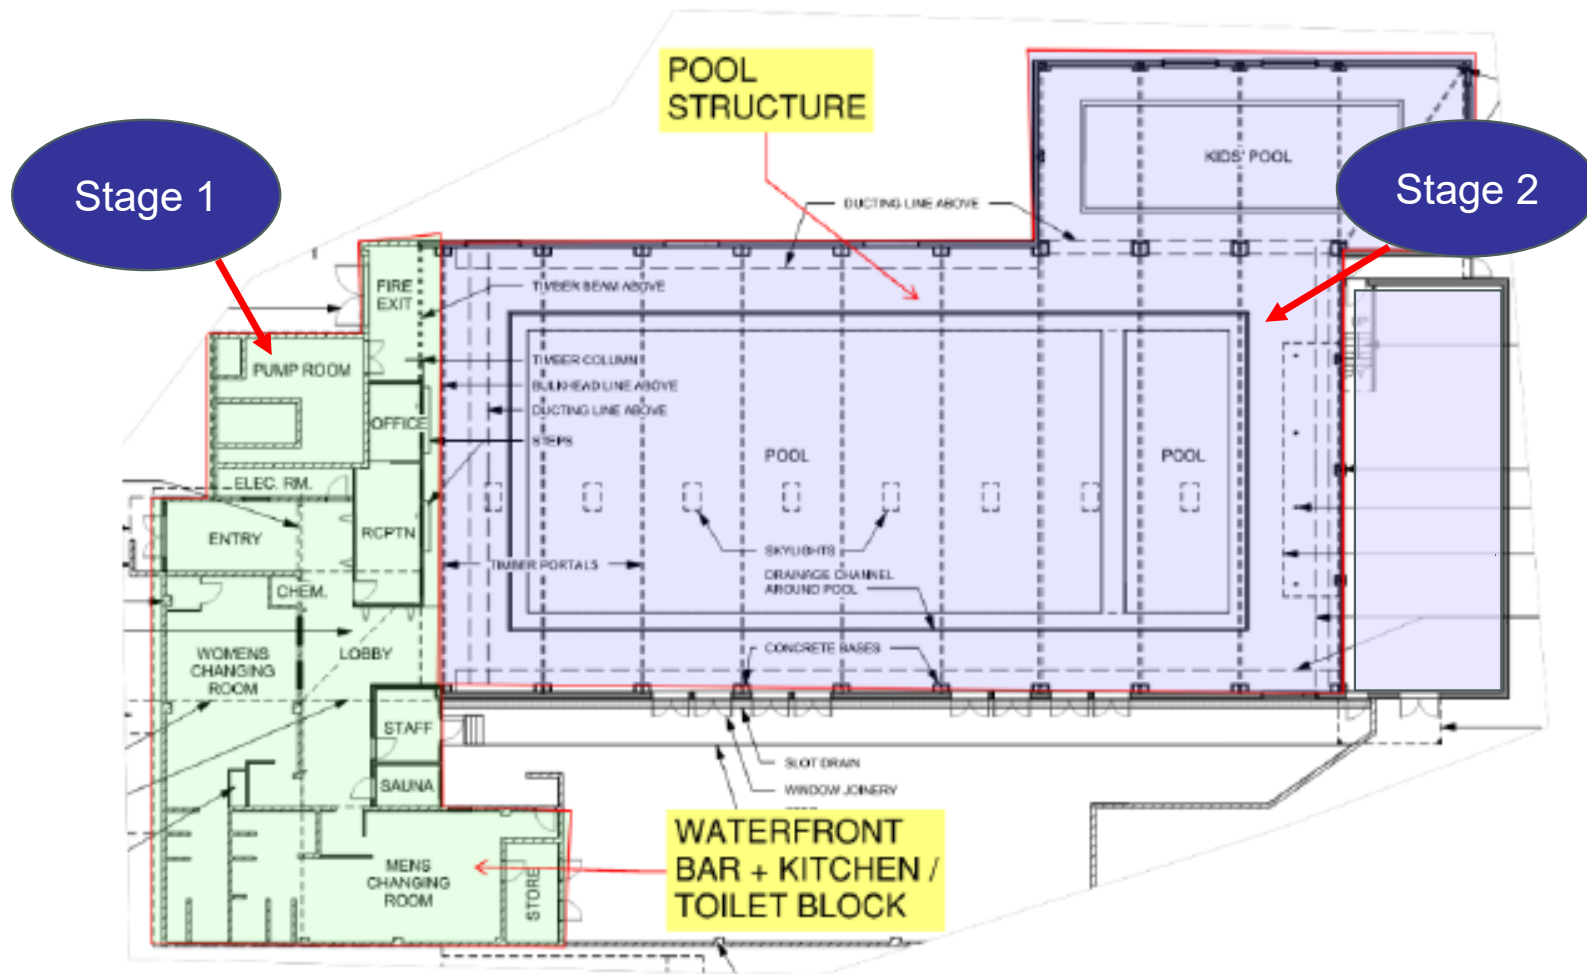 POOL
STRUCTURE
Stage 1
Stage 2
KIDS' POOL
DUCTING LINE ABOVE
FIRE
EXIT
TIMBER BEAM ABOVE
PUMP ROOM
TIMBER COLUMN
BULKHEAD LINE ABOVE
DUCTING LINE ABOVE
OFFICE
STEPS
POOL
POOL
ELEC. RM.
ENTRY
RCPTN
SKYLIGHTS
TIMBER PORTALS
DRAINAGE CHANNEL
AROUND POOL
CHEM.
WOMENS
CHANGING
ROOM
LOBBY
CONCRETE BASES
STAFF
SLOT DRAIN
SAUNA
WINDOW JOINERY
WATERFRONT
BAR + KITCHEN /
TOILET BLOCK
MENS
CHANGING
ROOM
STORE